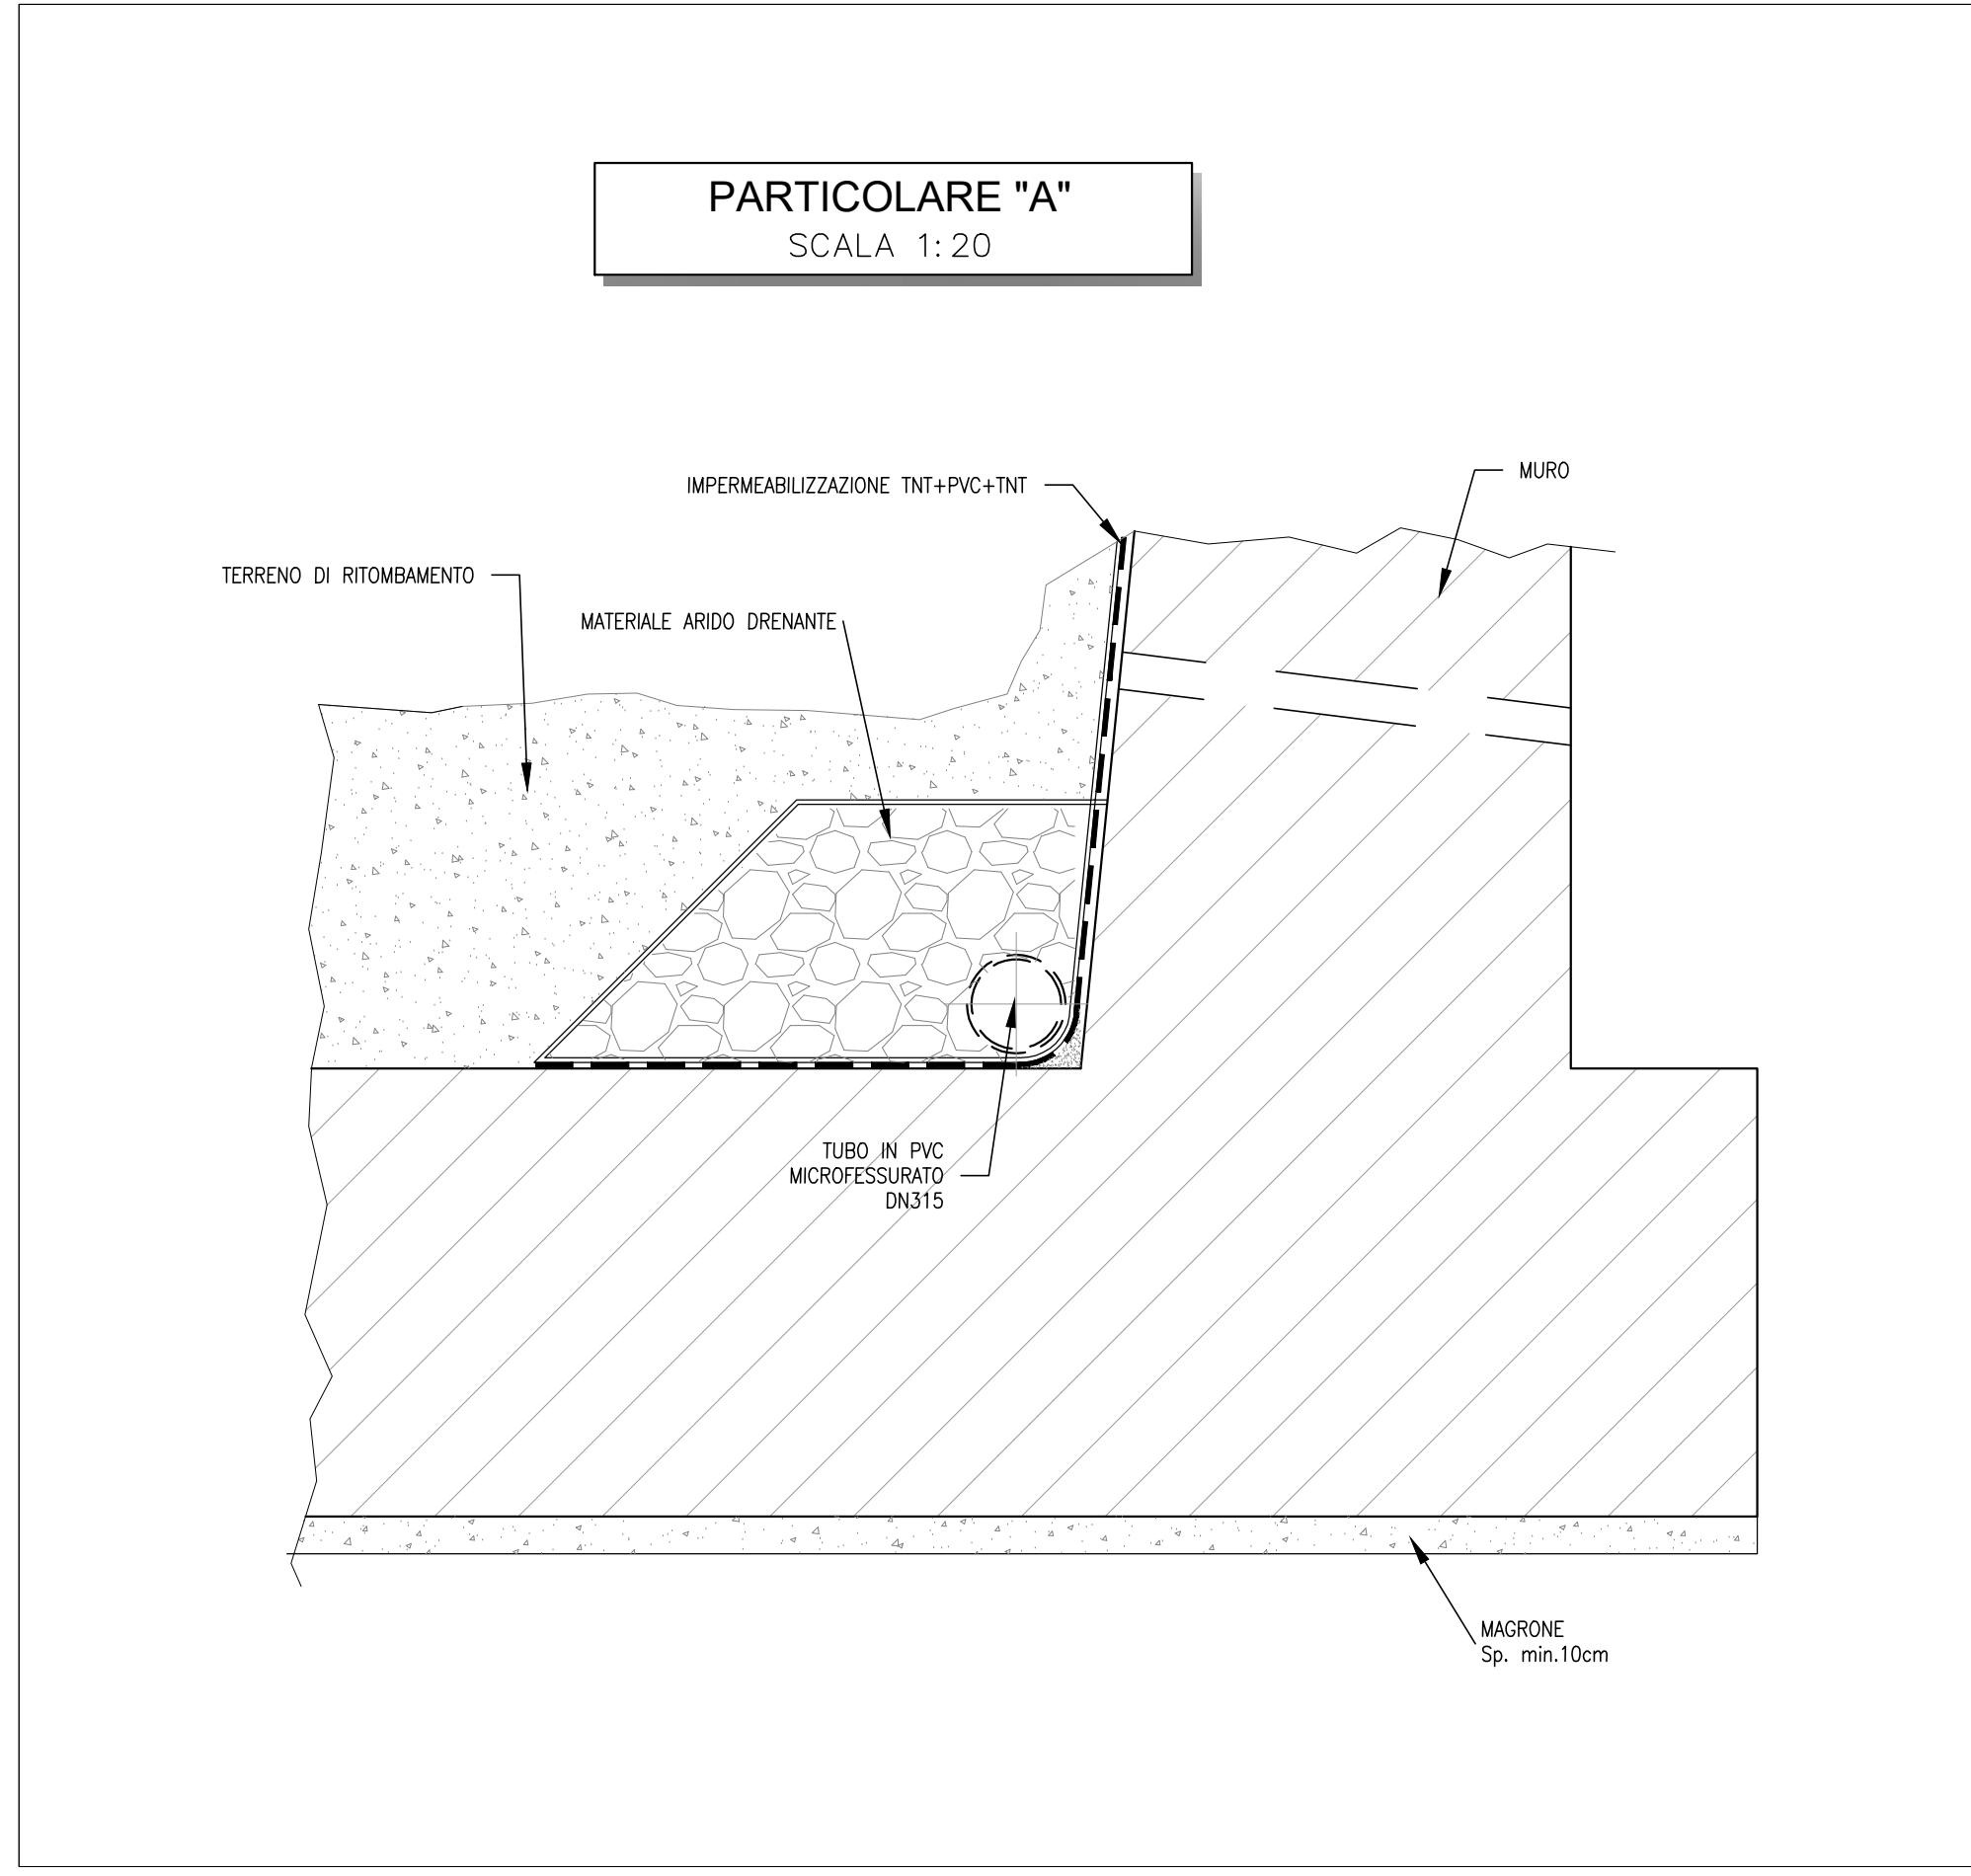 PARTICOLARE "A"
SCALA 1:20
IMPERMEABILIZZAZIONE TNT+PVC+TNT
MURO
TERRENO DI RITOMBAMENTO
MATERIALE ARIDO DRENANTE
TUBO IN PVC
MICROFESSURATO
DN315
MAGRONE
Sp. min.10cm